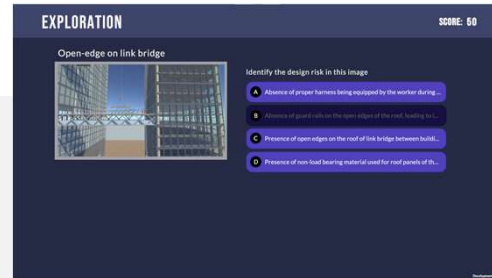 EXPLORATION
SCORE: 50
Open-edge on link bridge
Identify the design risk in this image
A Absence of proper harness being equipped by the worker during ...
B Absence of guard rails on the open edges of the roof, leading to i...
C Presence of open edges on the roof of link bridge between buildi...
D Presence of non-load bearing material used for roof panels of th...